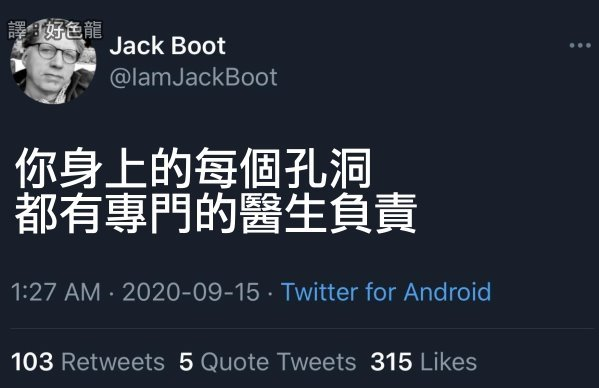 譯：好色龍
Jack Boot
@IamJackBoot
你身上的每個孔洞
都有專門的醫生負責
1:27 AM · 2020-09-15 · Twitter for Android
103 Retweets 5 Quote Tweets 315 Likes